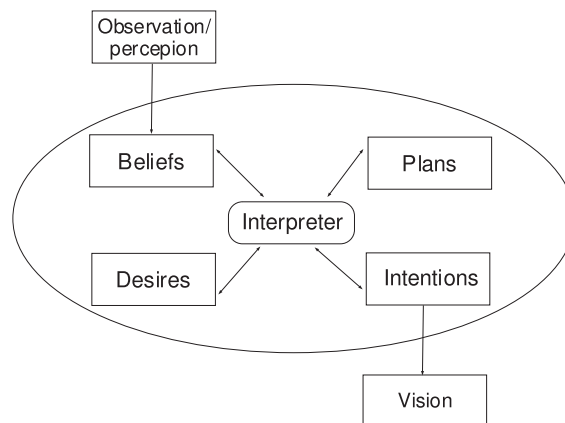 Observation/
percepion
Beliefs
Plans
Interpreter
Desires
Intentions
Vision